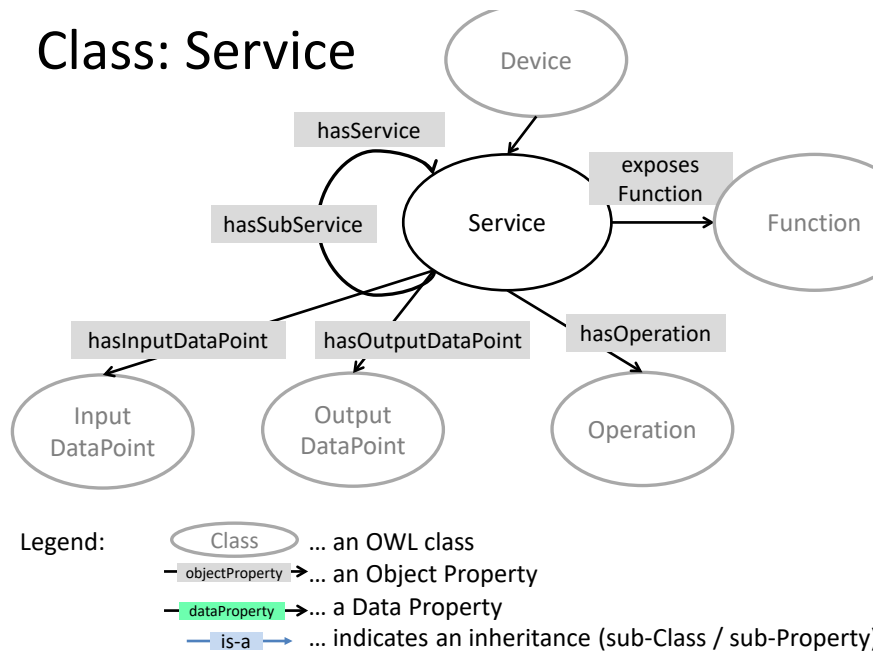 Class: Service
Device
hasService
exposes
Function
hasSubService
Service
Function
hasInputDataPoint
hasOutputDataPoint
hasOperation
Input
DataPoint
Output
DataPoint
Operation
Legend:
Class
... an OWL class
objectProperty
... an Object Property
dataProperty
... a Data Property
is-a
... indicates an inheritance (sub-Class / sub-Property)